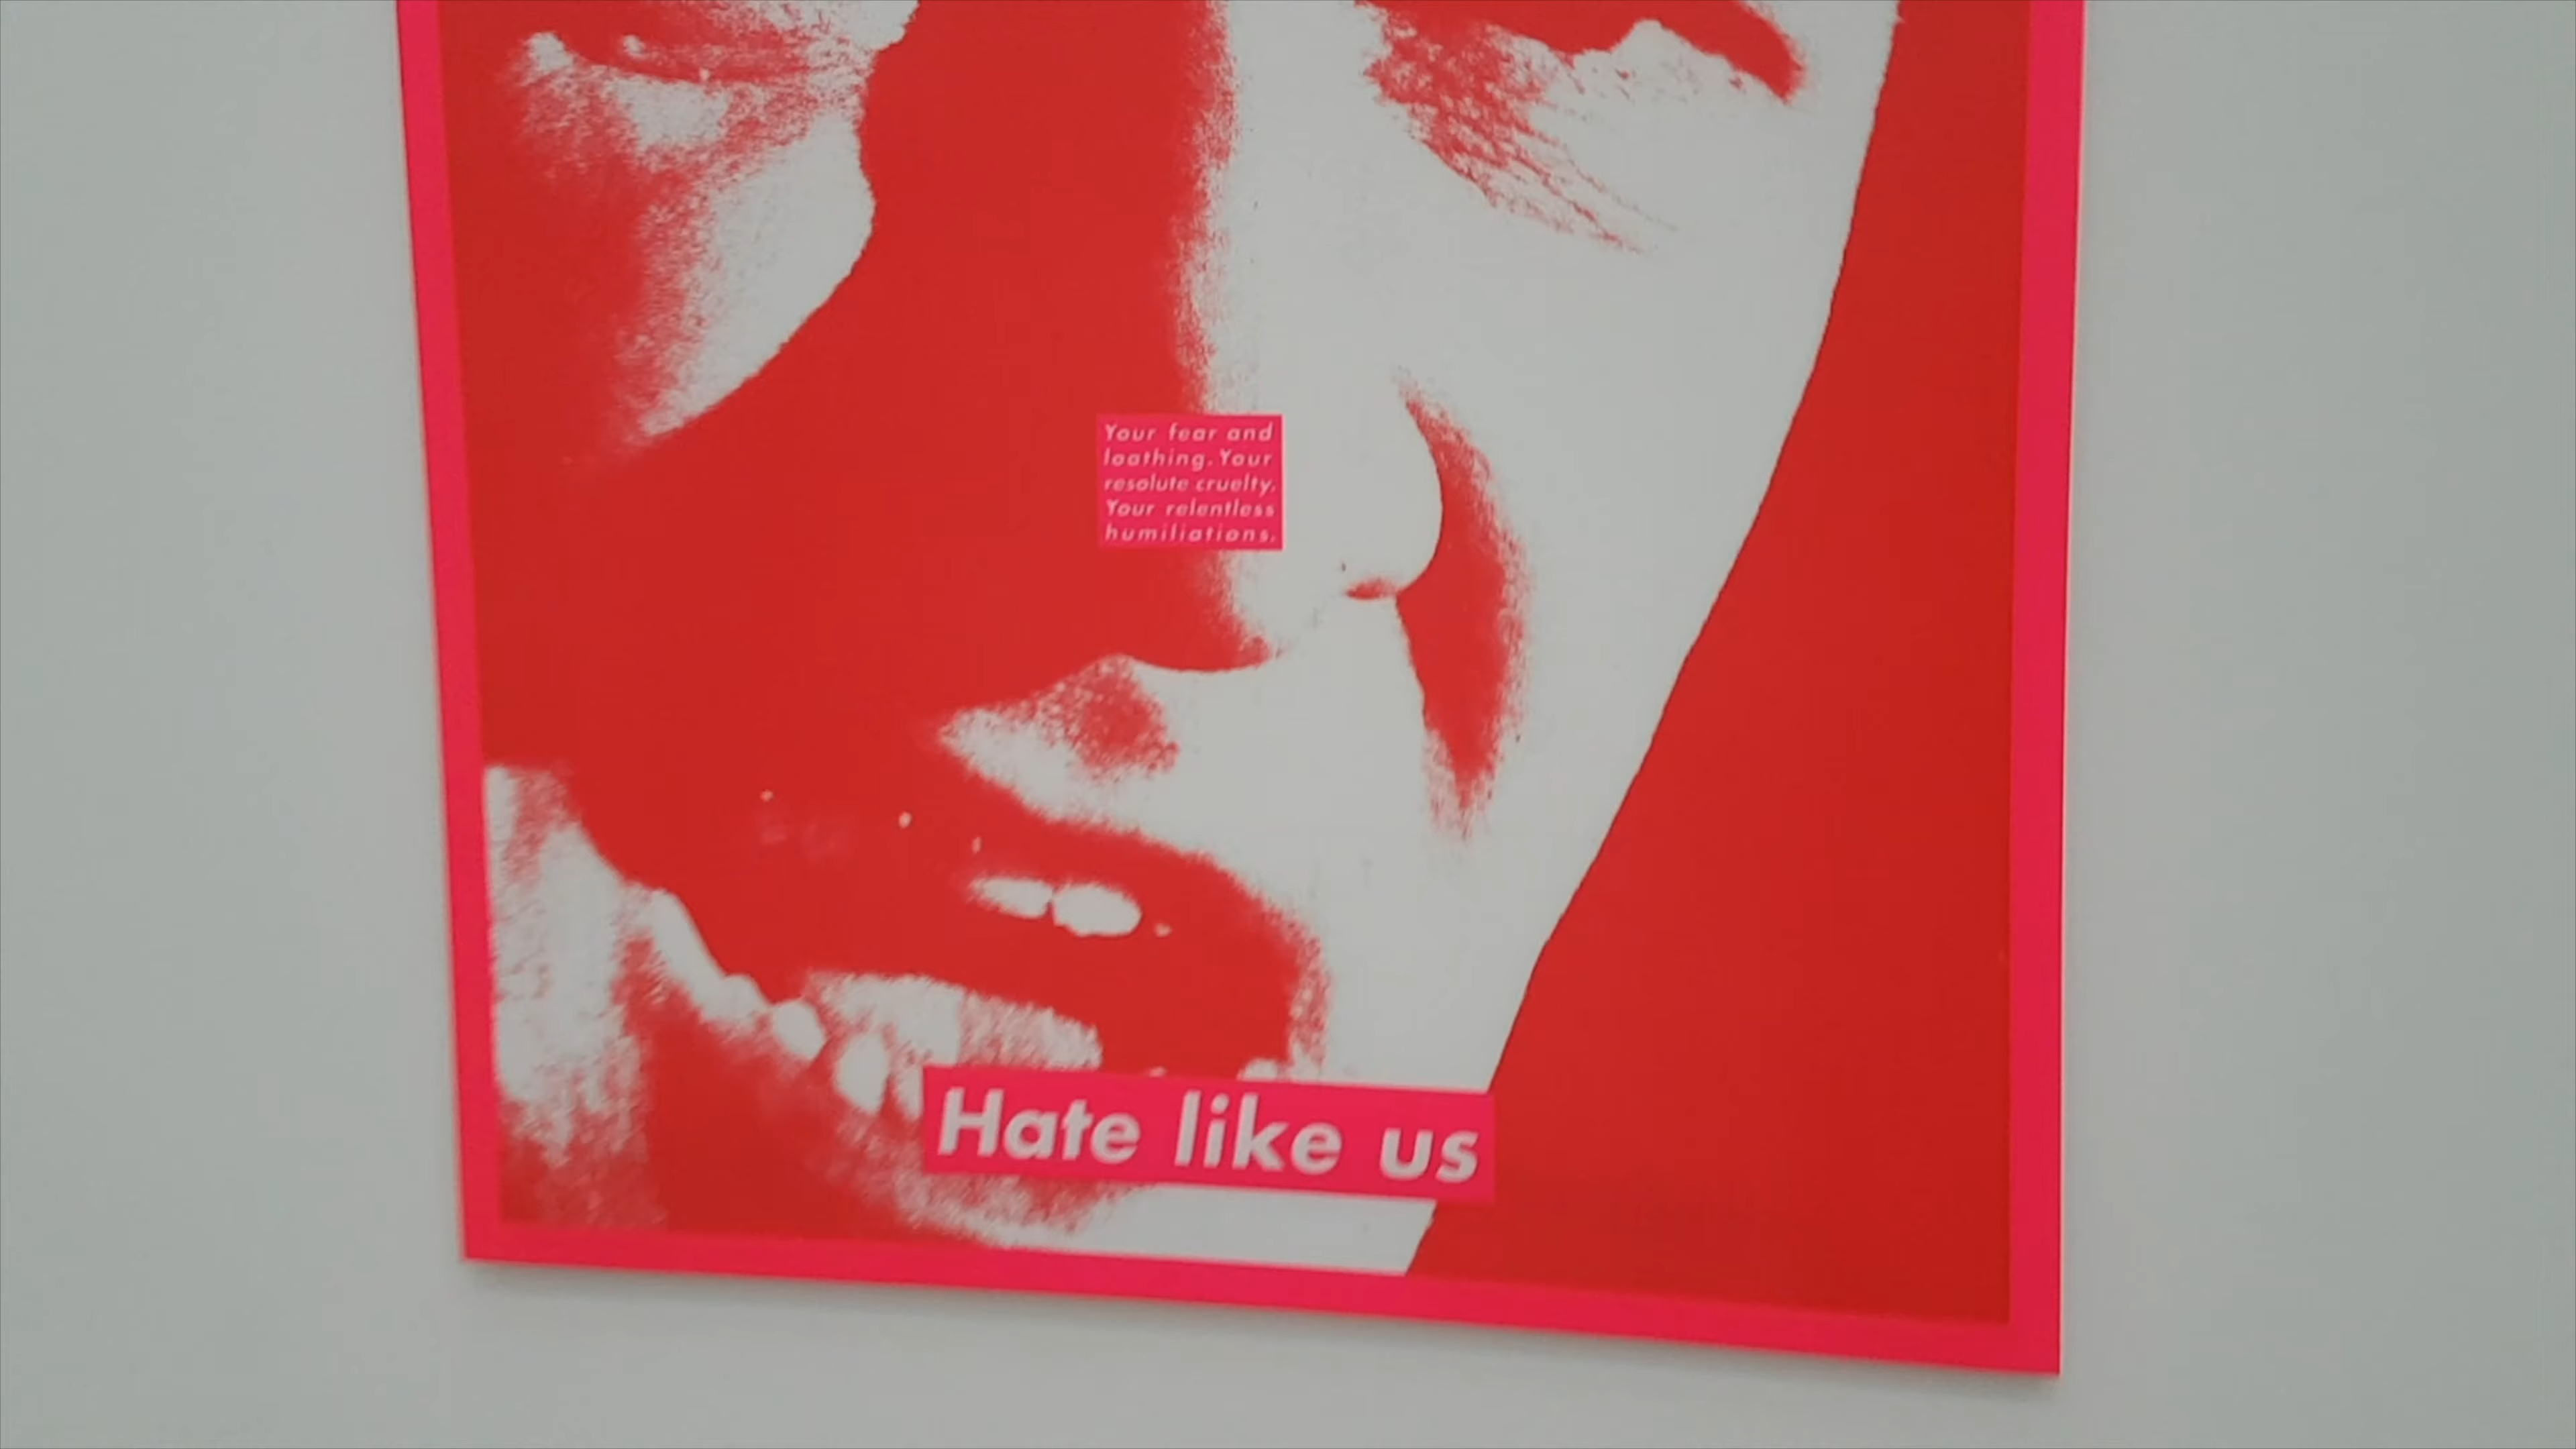 Your fear and
loathing. Your
resolute cruelty.
Your relentless
humiliations.
Hate like us